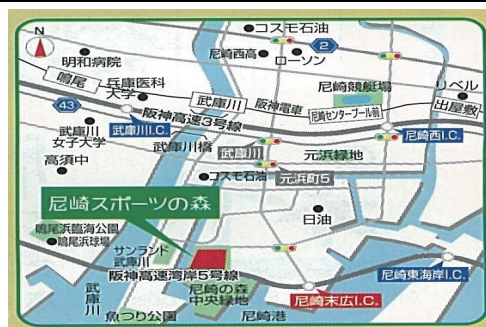 コスモ石油
2
明和病院
尼崎西高
ローソン
鳴尾
兵庫医科
大学
武庫川
阪神電車
尼崎競艇場
尼崎センタープール前
リベル
出屋敷
43
阪神高速3号線
武庫川
女子大学
武庫川I.C.
武庫川橋
武庫川
尼崎西I.C.
元浜緑地
高須中
コスモ石油
元浜町5
尼崎スポーツの森
日油
鳴尾浜臨海公園
鳴尾浜球場
サンランド
武庫川
阪神高速湾岸5号線
尼崎の森
中央緑地
尼崎東海岸I.C.
武庫川
尼崎末広I.C.
魚つり公園
尼崎港
N